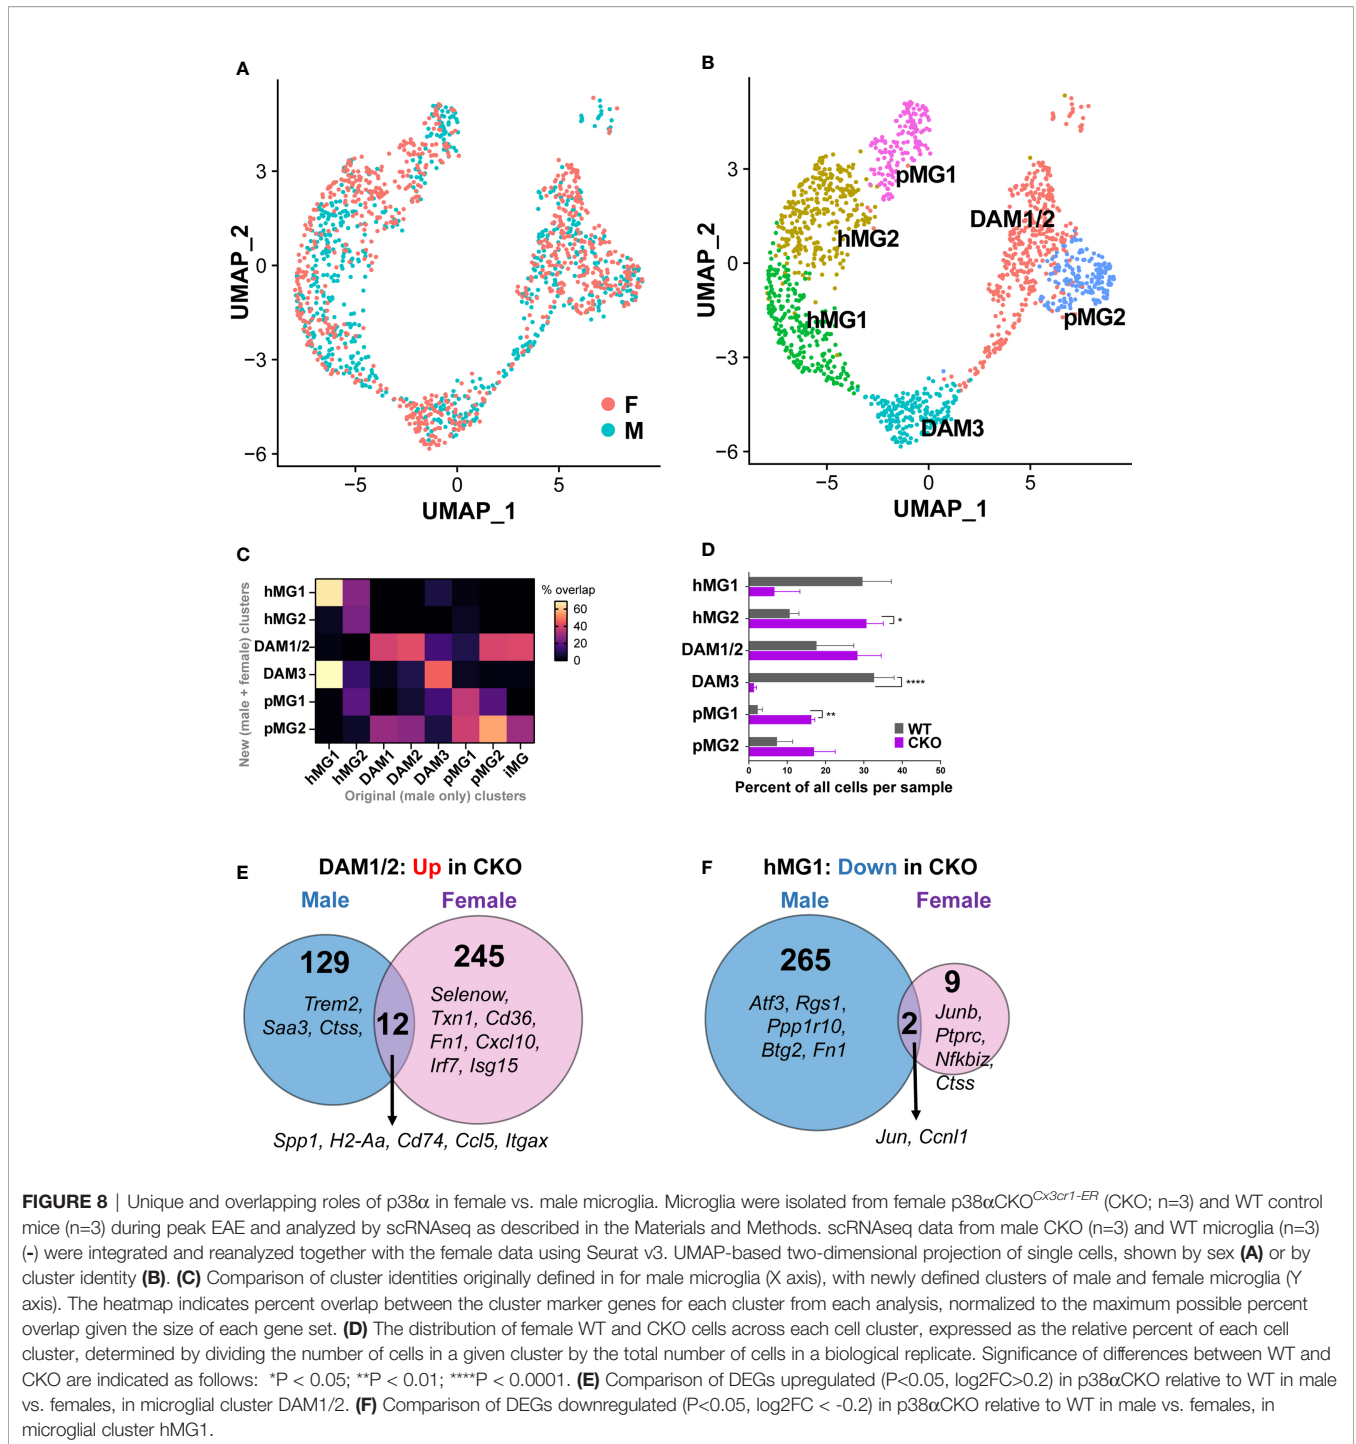 A
UMAP_2
3
0
−3
−6
−5
0
5
UMAP_1
F
M
B
UMAP_2
3
0
−3
−6
−5
0
5
UMAP_1
pMG1
hMG2
DAM1/2
pMG2
hMG1
DAM3
C
New (male + female) clusters
hMG1
hMG2
DAM1/2
DAM3
pMG1
pMG2
hMG1
hMG2
DAM1
DAM2
DAM3
pMG1
pMG2
iMG
Original (male only) clusters
% overlap
60
40
20
0
D
hMG1
hMG2
*
DAM1/2
DAM3
****
pMG1
**
pMG2
WT
CKO
0
10
20
30
40
50
Percent of all cells per sample
E
DAM1/2: Up in CKO
Male
Female
129
245
Trem2,
Saa3, Ctss,
12
Selenow,
Txn1, Cd36,
Fn1, Cxcl10,
Irf7, Isg15
Spp1, H2-Aa, Cd74, Ccl5, Itgax
F
hMG1: Down in CKO
Male
Female
265
9
Atf3, Rgs1,
Ppp1r10,
Btg2, Fn1
2
Junb,
Ptprc,
Nfkbiz,
Ctss
Jun, Ccnl1
FIGURE 8 | Unique and overlapping roles of p38α in female vs. male microglia. Microglia were isolated from female p38αCKOCx3cr1-ER (CKO; n=3) and WT control
mice (n=3) during peak EAE and analyzed by scRNAseq as described in the Materials and Methods. scRNAseq data from male CKO (n=3) and WT microglia (n=3)
(-) were integrated and reanalyzed together with the female data using Seurat v3. UMAP-based two-dimensional projection of single cells, shown by sex (A) or by
cluster identity (B). (C) Comparison of cluster identities originally defined in for male microglia (X axis), with newly defined clusters of male and female microglia (Y
axis). The heatmap indicates percent overlap between the cluster marker genes for each cluster from each analysis, normalized to the maximum possible percent
overlap given the size of each gene set. (D) The distribution of female WT and CKO cells across each cell cluster, expressed as the relative percent of each cell
cluster, determined by dividing the number of cells in a given cluster by the total number of cells in a biological replicate. Significance of differences between WT and
CKO are indicated as follows: *P < 0.05; **P < 0.01; ****P < 0.0001. (E) Comparison of DEGs upregulated (P<0.05, log2FC>0.2) in p38αCKO relative to WT in male
vs. females, in microglial cluster DAM1/2. (F) Comparison of DEGs downregulated (P<0.05, log2FC < -0.2) in p38αCKO relative to WT in male vs. females, in
microglial cluster hMG1.